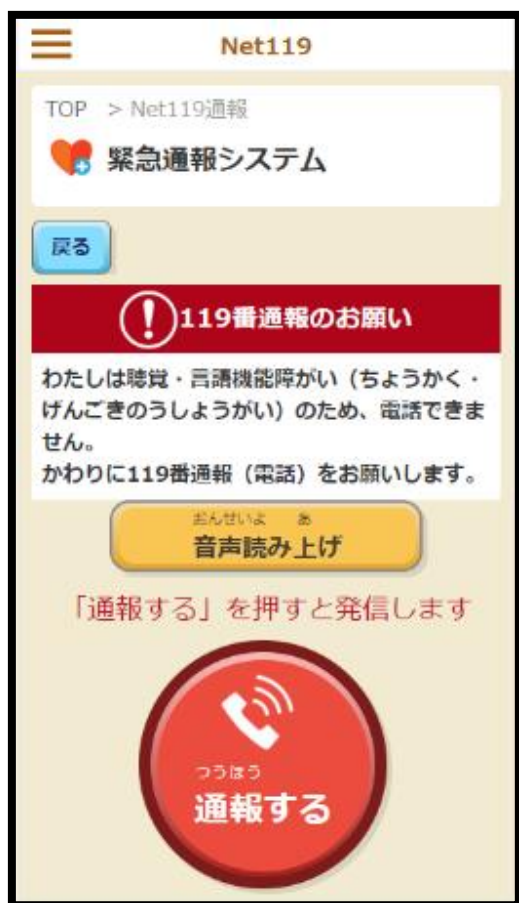 Net119
TOP > Net119通報
緊急通報システム
戻る
119番通報のお願い
わたしは聴覚・言語機能障がい（ちょうかく・
げんごきのうしょうがい）のため、電話できま
せん。
かわりに119番通報（電話）をお願いします。
おんせいよ あ
音声読み上げ
「通報する」を押すと発信します
つうほう
通報する